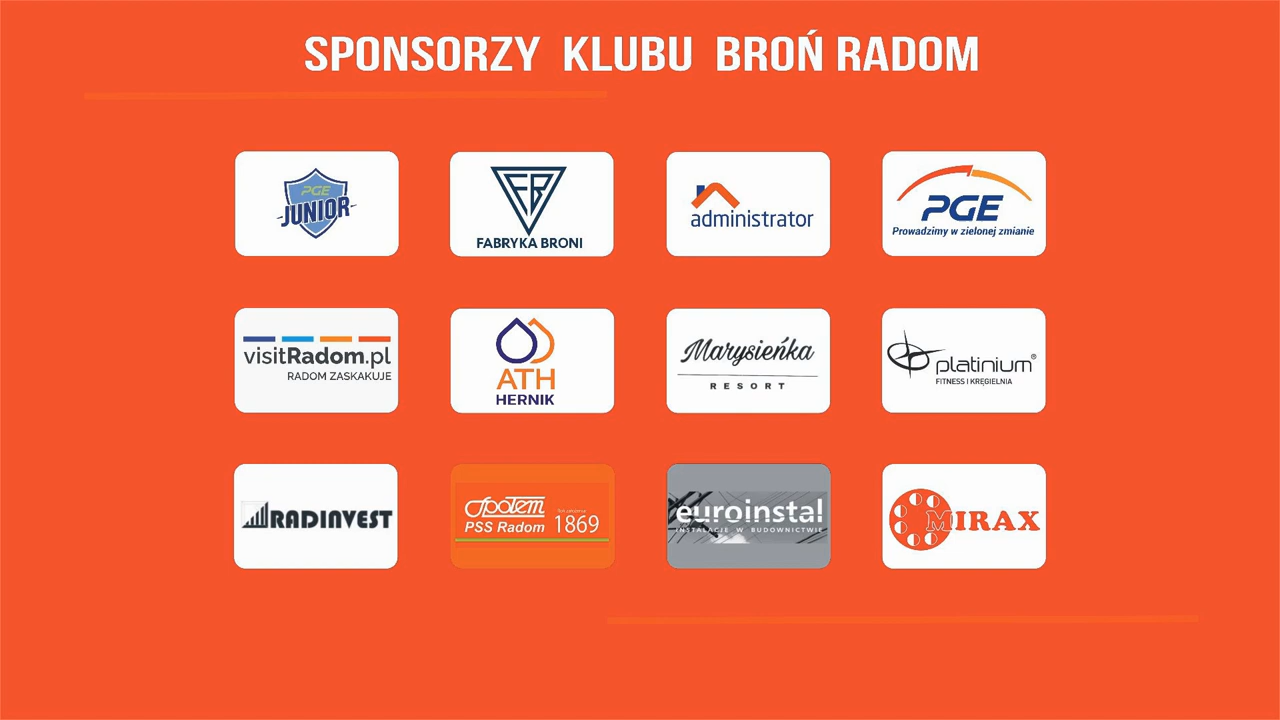 SPONSORZY KLUBU BROŃ RADOM
PGE
JUNIOR
FB
FABRYKA BRONI
administrator
PGE
Prowadzimy w zielonej zmianie
visitRadom.pl
RADOM ZASKAKUJE
ATH
HERNIK
Marysieńka
RESORT
platinium®
FITNESS I KRĘGIELNIA
RADINVEST
Społem
PSS Radom
1869
euroinstal
INSTALACJE W BUDOWNICTWIE
MIRAX